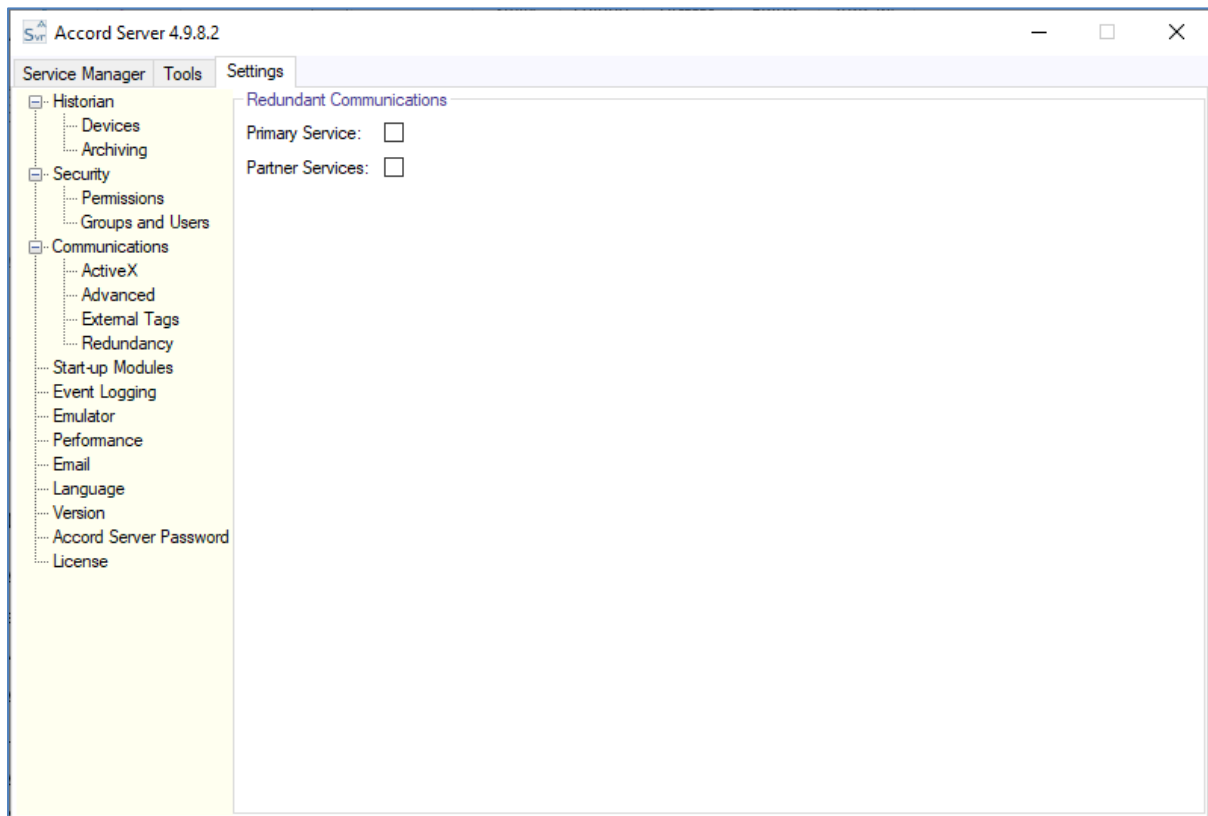 Svr A Accord Server 4.9.8.2
Service Manager Tools Settings
Historian
Devices
Archiving
Security
Permissions
Groups and Users
Communications
ActiveX
Advanced
External Tags
Redundancy
Start-up Modules
Event Logging
Emulator
Performance
Email
Language
Version
Accord Server Password
License
Redundant Communications
Primary Service:
Partner Services: